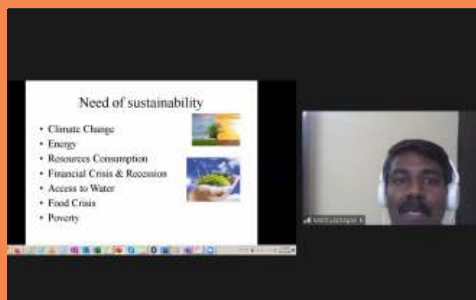 Need of sustainability
• Climate Change
• Energy
• Resources Consumption
• Financial Crisis & Recession
• Access to Water
• Food Crisis
• Poverty